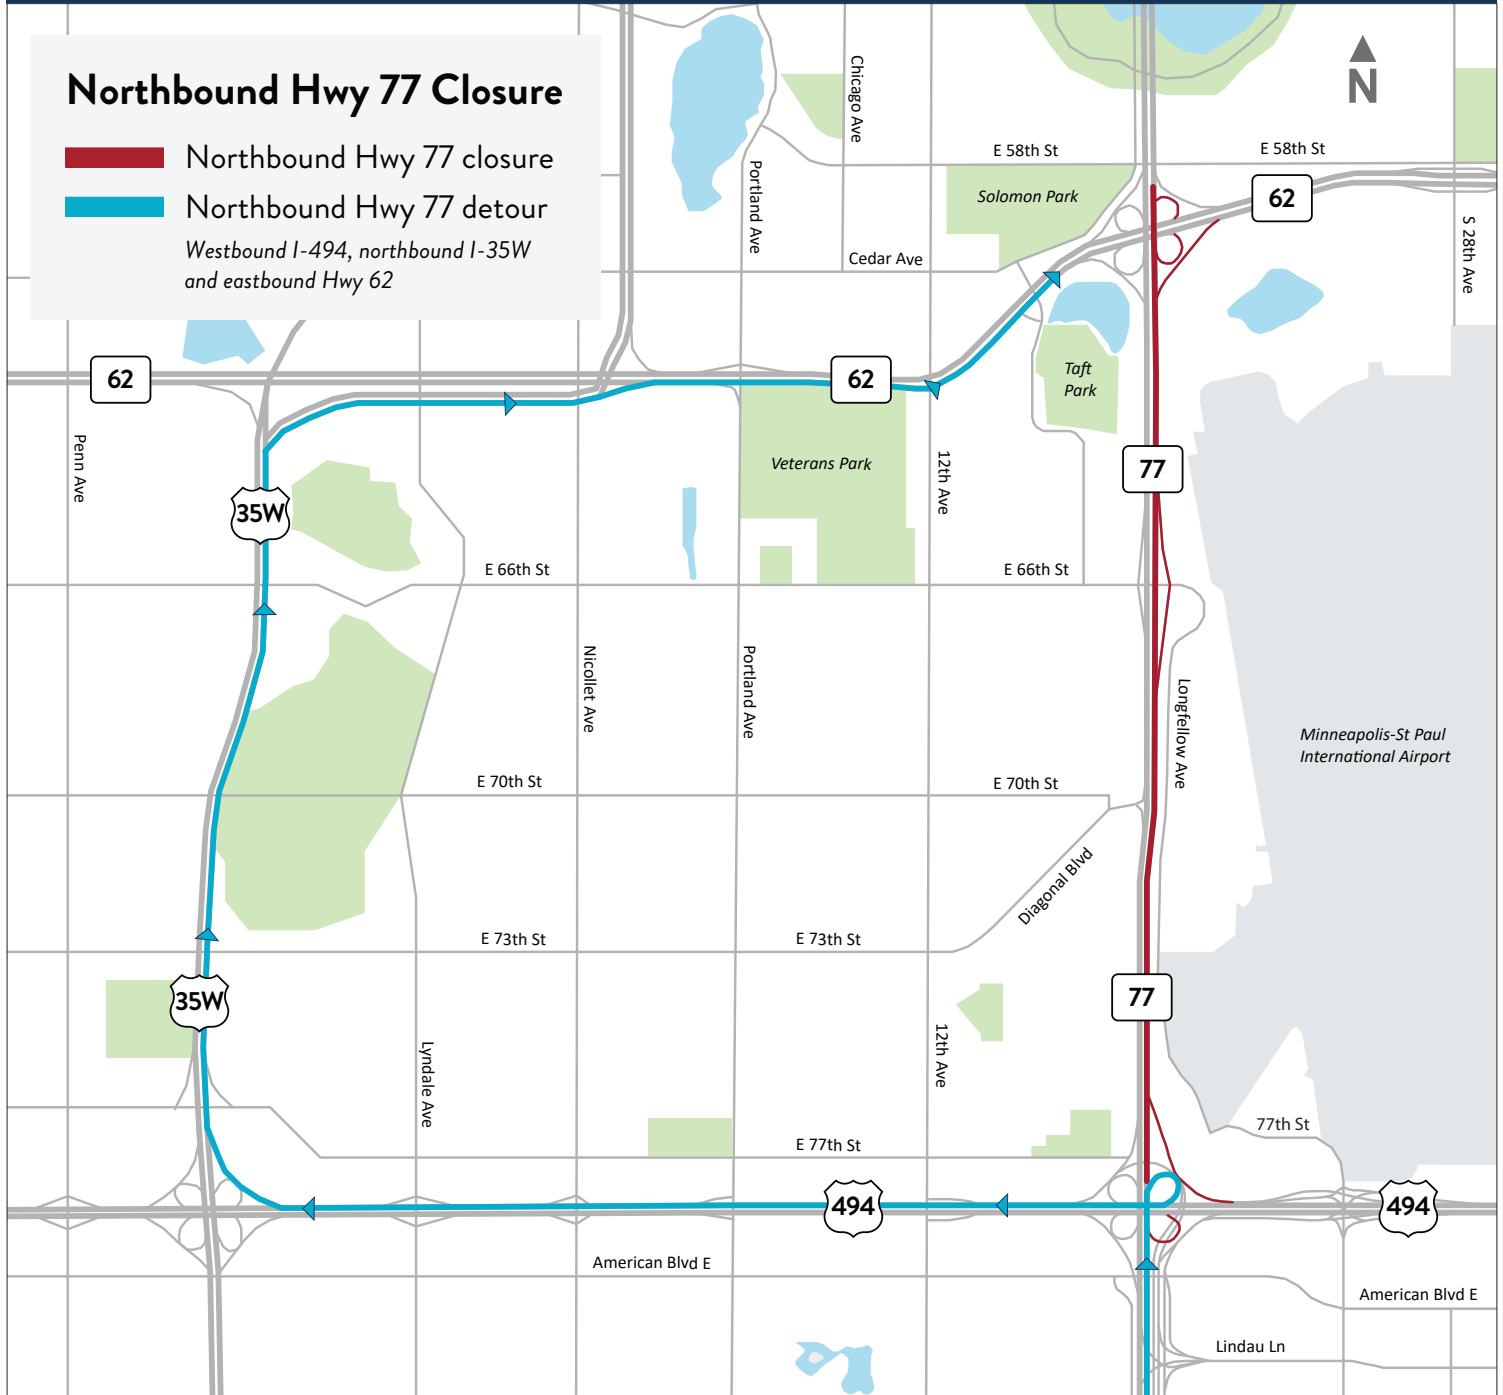 Northbound Hwy 77 Closure
Northbound Hwy 77 closure
Northbound Hwy 77 detour
Westbound I-494, northbound I-35W
and eastbound Hwy 62
N
Chicago Ave
E 58th St
E 58th St
Portland Ave
Solomon Park
62
S 28th Ave
Cedar Ave
62
62
Taft
Park
Penn Ave
Veterans Park
12th Ave
77
35W
E 66th St
E 66th St
Nicollet Ave
Portland Ave
Longfellow Ave
Minneapolis-St Paul
International Airport
E 70th St
E 70th St
Diagonal Blvd
E 73th St
E 73th St
35W
77
Lyndale Ave
12th Ave
77th St
E 77th St
494
494
American Blvd E
American Blvd E
Lindau Ln